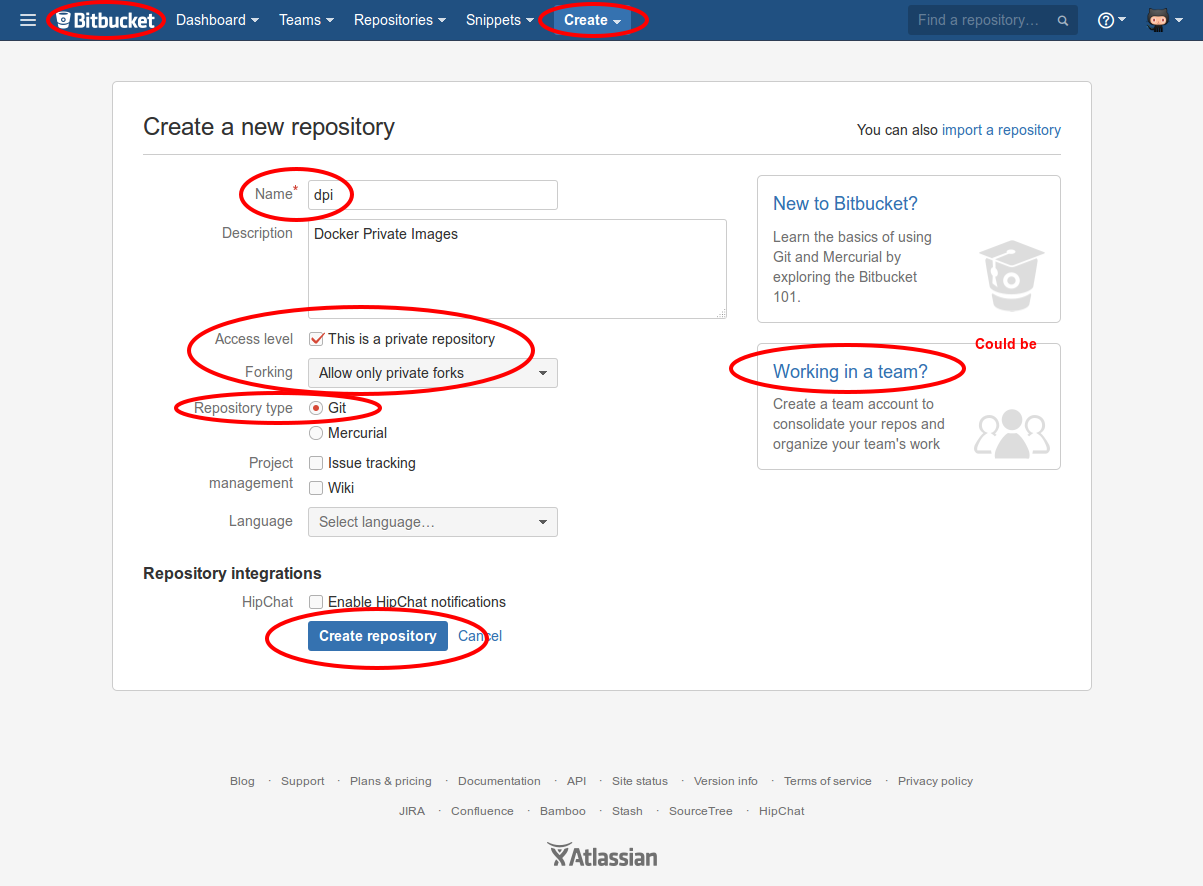 Bitbucket Dashboard Teams Repositories Snippets Create Find a repository... ?
Create a new repository
You can also import a repository
Name* dpi
Description Docker Private Images
Access level This is a private repository
Forking Allow only private forks
Repository type Git
Mercurial
Project management Issue tracking
Wiki
Language Select language...
Repository integrations
HipChat Enable HipChat notifications
Create repository Cancel
New to Bitbucket?
Learn the basics of using
Git and Mercurial by
exploring the Bitbucket
101.
Could be
Working in a team?
Create a team account to
consolidate your repos and
organize your team's work
Blog · Support · Plans & pricing · Documentation · API · Site status · Version info · Terms of service · Privacy policy
JIRA · Confluence · Bamboo · Stash · SourceTree · HipChat
Atlassian